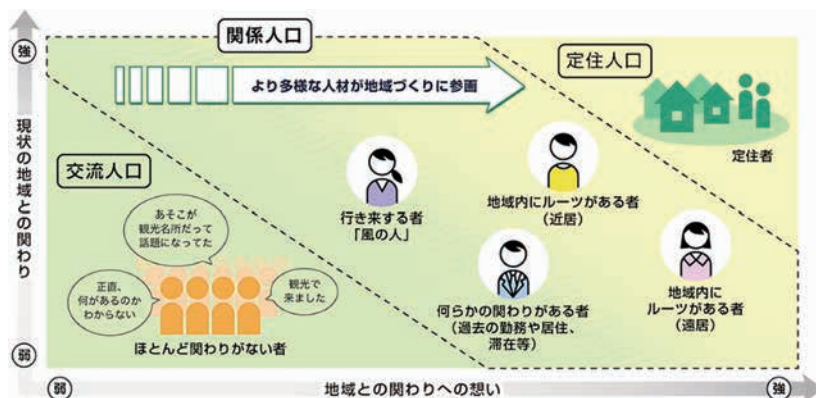 関係人口
強
より多様な人材が地域づくりに参画
定住人口
定住者
現状の地域との関わり
交流人口
あそこが
観光名所だって
話題になってた
正直、
何があるのか
わからない
観光で
来ました
ほとんど関わりがない者
行き来する者
「風の人」
地域内にルーツがある者
（近居）
何らかの関わりがある者
（過去の勤務や居住、
滞在等）
地域内に
ルーツがある者
（遠居）
弱
弱
地域との関わりへの想い
強